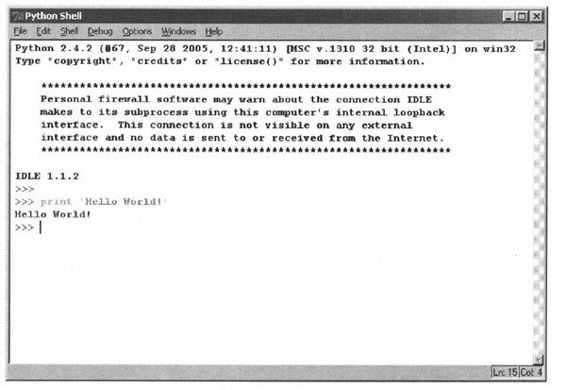 Python Shell
File Edit Shell Debug Options Windows Help
Python 2.4.2 (#67, Sep 28 2005, 12:41:11) [MSC v.1310 32 bit (Intel)] on win32
Type "copyright", "credits" or "license()" for more information.
****************************************************************
Personal firewall software may warn about the connection IDLE
makes to its subprocess using this computer's internal loopback
interface.  This connection is not visible on any external
interface and no data is sent to or received from the Internet.
****************************************************************
IDLE 1.1.2
>>>
>>> print 'Hello World!'
Hello World!
>>>
Ln: 15 Col: 4